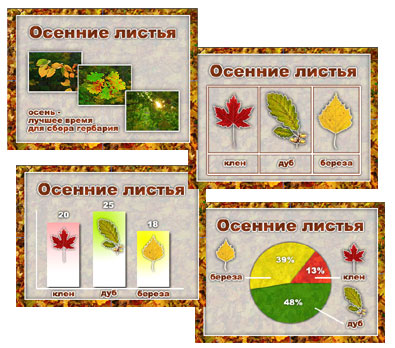 Осенние листья
осень -
лучшее время
для сбора гербария
Осенние листья
клен дуб береза
Осенние листья
20 25 18
клен дуб береза
Осенние листья
39%
береза
13%
клен
48%
дуб